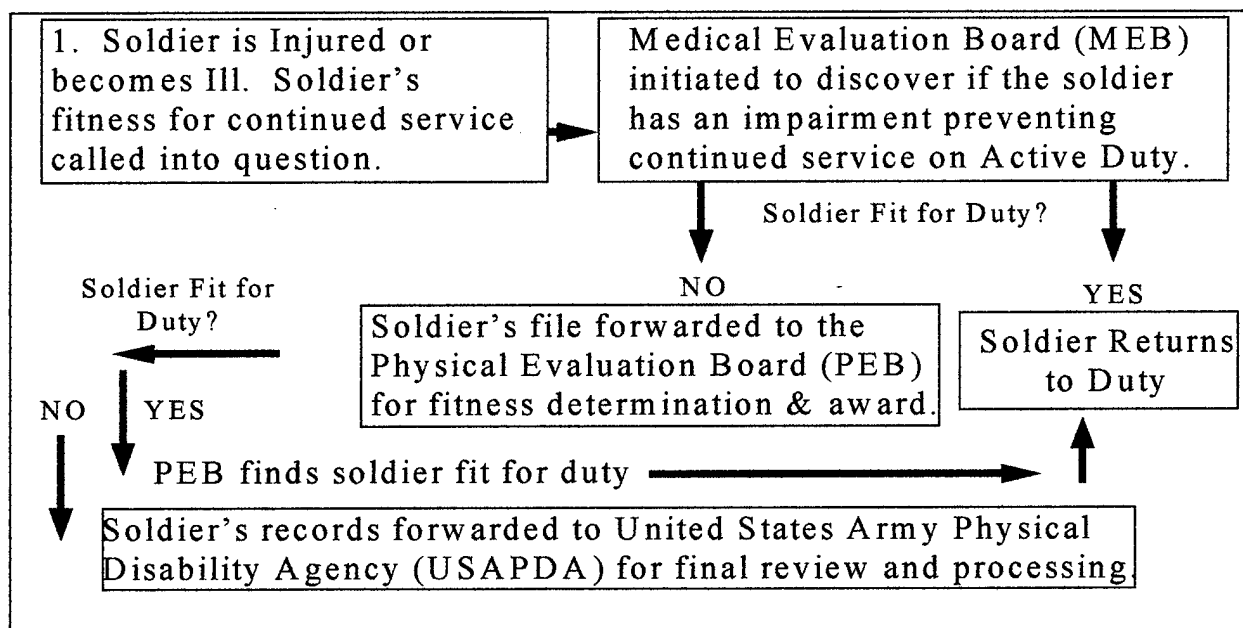 1. Soldier is Injured or
becomes Ill. Soldier's
fitness for continued service
called into question.
Medical Evaluation Board (MEB)
initiated to discover if the soldier
has an impairment preventing
continued service on Active Duty.
Soldier Fit for Duty?
NO
YES
Soldier Fit for
Duty?
Soldier's file forwarded to the
Physical Evaluation Board (PEB)
for fitness determination & award.
Soldier Returns
to Duty
NO
YES
PEB finds soldier fit for duty
Soldier's records forwarded to United States Army Physical
Disability Agency (USAPDA) for final review and processing.